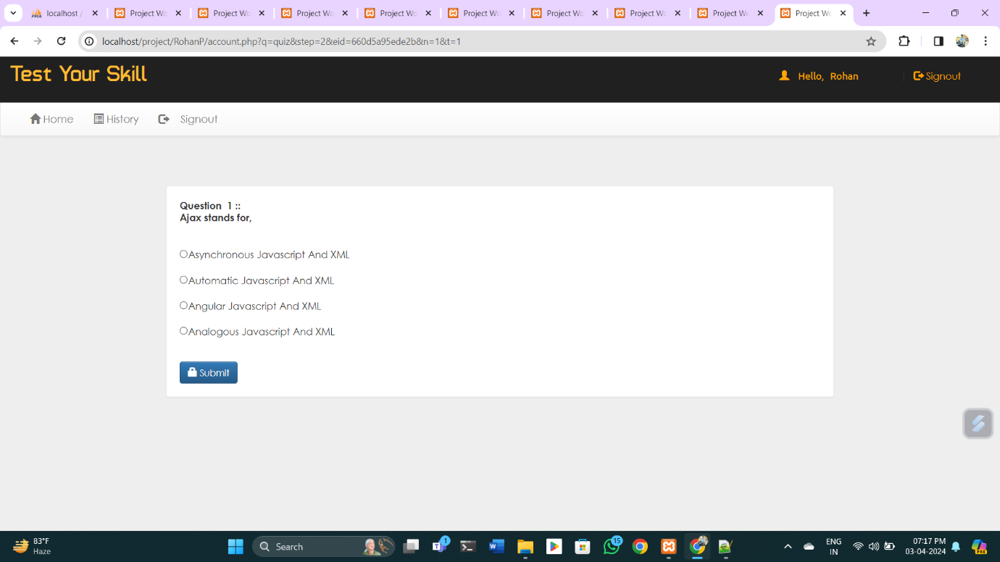 localhost /
Project Wo
Project Wo
Project Wo
Project Wo
Project Wo
Project Wo
Project Wo
Project Wo
Project Wo
localhost/project/RohanP/account.php?q=quiz&step=2&eid=660d5a95ede2b&n=1&t=1
Test Your Skill
Hello, Rohan
Signout
Home
History
Signout
Question 1 ::
Ajax stands for,
Asynchronous Javascript And XML
Automatic Javascript And XML
Angular Javascript And XML
Analogous Javascript And XML
Submit
83°F
Haze
Search
1
15
ENG
IN
07:17 PM
03-04-2024
PRE